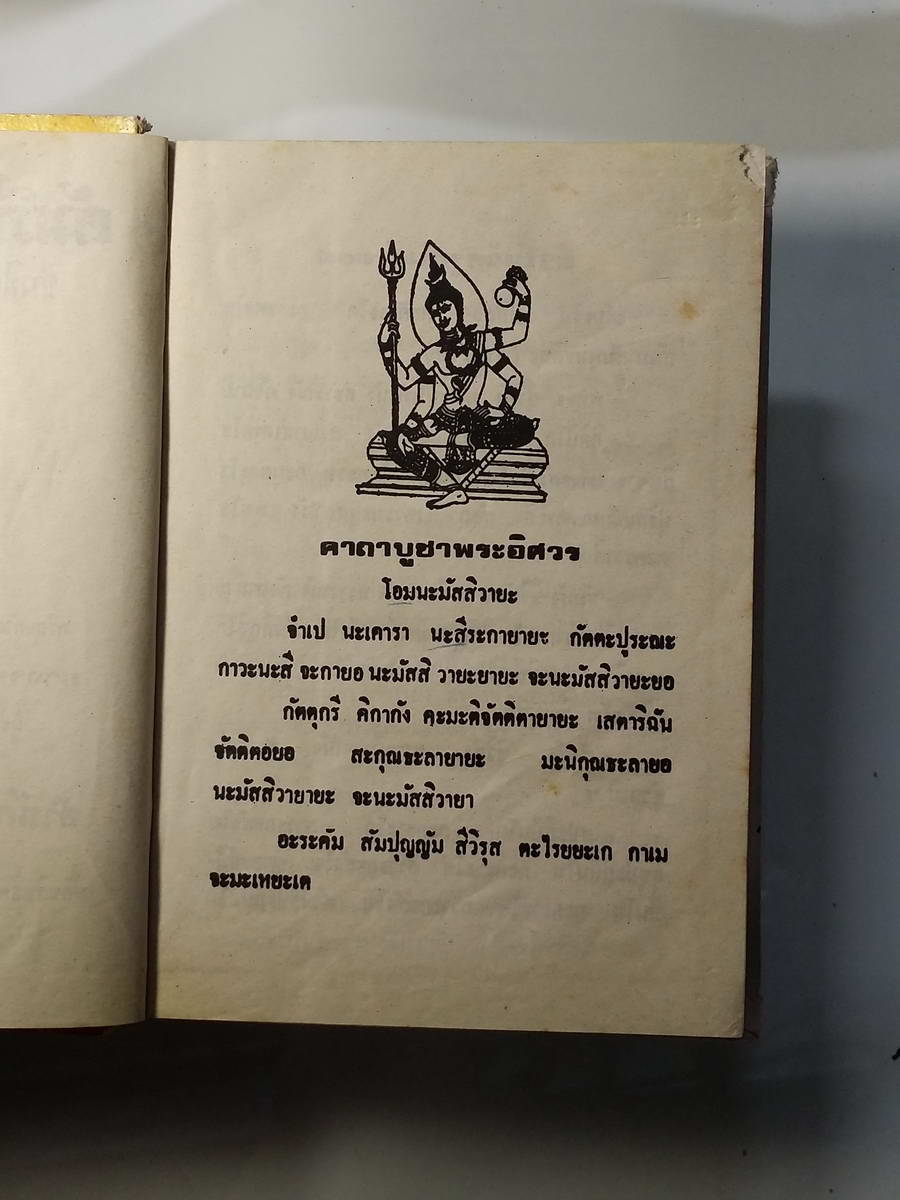 คาถาบูชาพระอิศวร
โอมนะมัสสิวายะ
จำเป นะเคารา นะสีระกายายะ กัตตะปุระณะ
กาวะนะสี จะกายอ นะมัสสิ วายะยายะ จะนะมัสสิวายะยอ
กัตตุกรี คิกากัง คะมะติจัตติตายายะ เสตาริฉัน
จัตติตอยอ สะกุณธะลายายะ มะนิกุณธะลายอ
นะมัสสิวายายะ จะนะมัสสิวายา
อะระคัม สัมปุญญัม สีวิรุส ตะไรยยะเก กาเม
จะมะเทยะเต